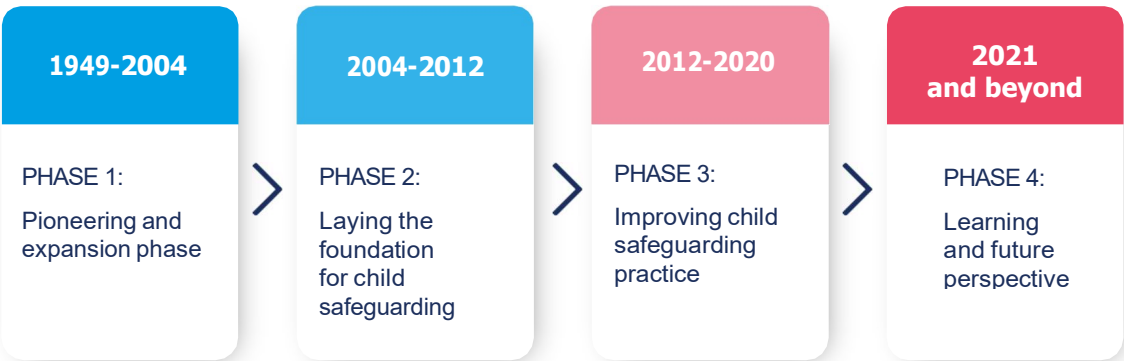 1949-2004
PHASE 1:
Pioneering and
expansion phase
2004-2012
PHASE 2:
Laying the
foundation
for child
safeguarding
2012-2020
PHASE 3:
Improving child
safeguarding
practice
2021
and beyond
PHASE 4:
Learning
and future
perspective